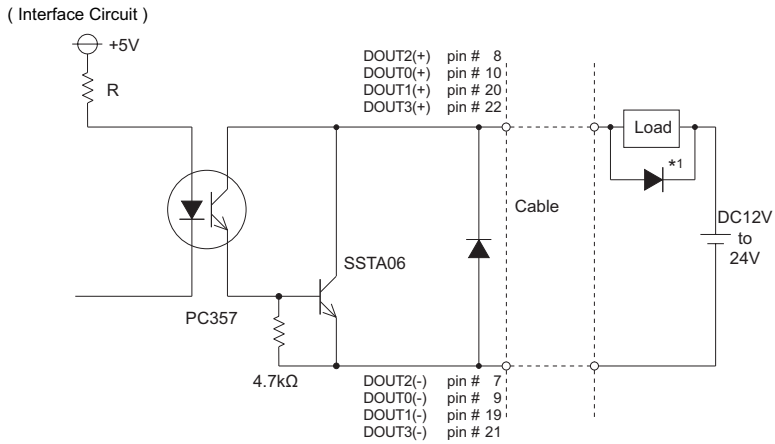 ( Interface Circuit )
+5V
R
DOUT2(+) pin # 8
DOUT0(+) pin # 10
DOUT1(+) pin # 20
DOUT3(+) pin # 22
Load
*1
Cable
DC12V
to
24V
SSTA06
PC357
4.7kΩ
DOUT2(-) pin # 7
DOUT0(-) pin # 9
DOUT1(-) pin # 19
DOUT3(-) pin # 21